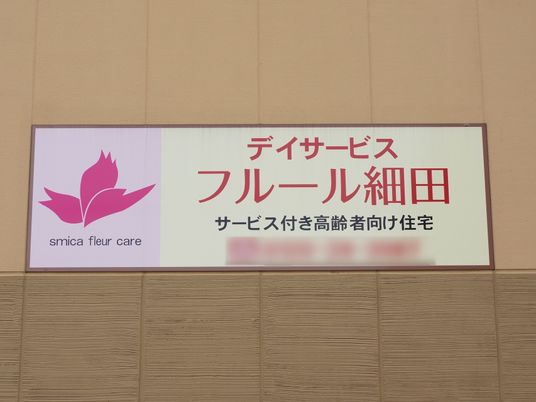 smica fleur care
デイサービス
フルール細田
サービス付き高齢者向け住宅